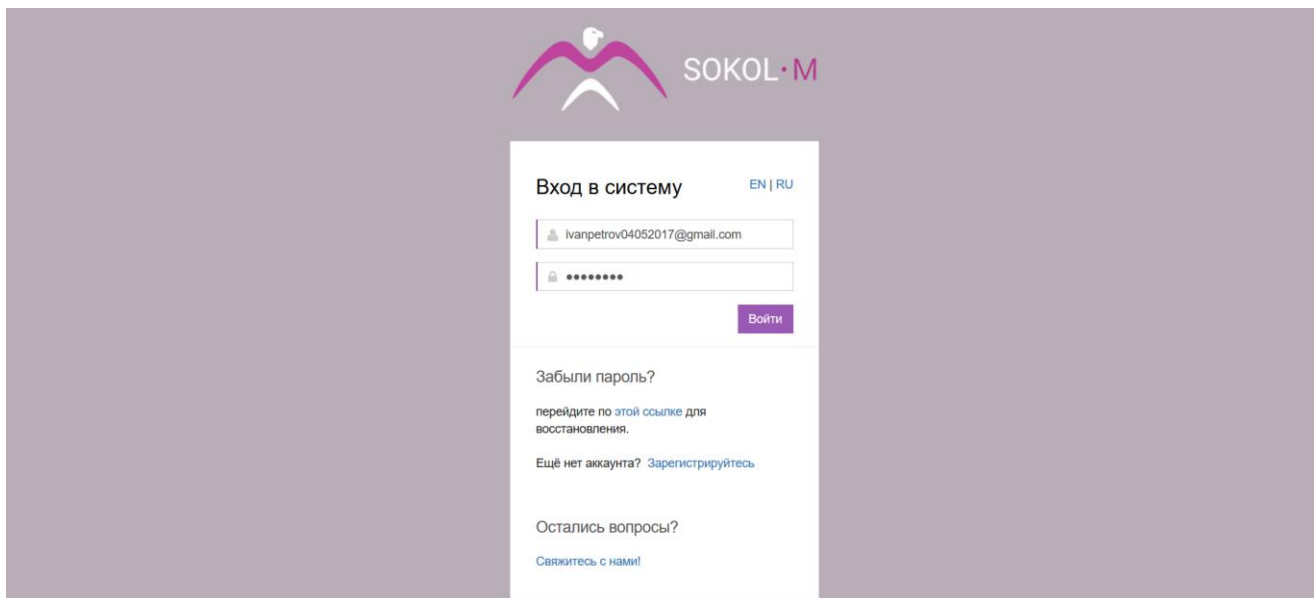 SOKOL·M
Вход в систему
EN | RU
ivanpetrov04052017@gmail.com
••••••••
Войти
Забыли пароль?
перейдите по этой ссылке для
восстановления.
Ещё нет аккаунта? Зарегистрируйтесь
Остались вопросы?
Свяжитесь с нами!